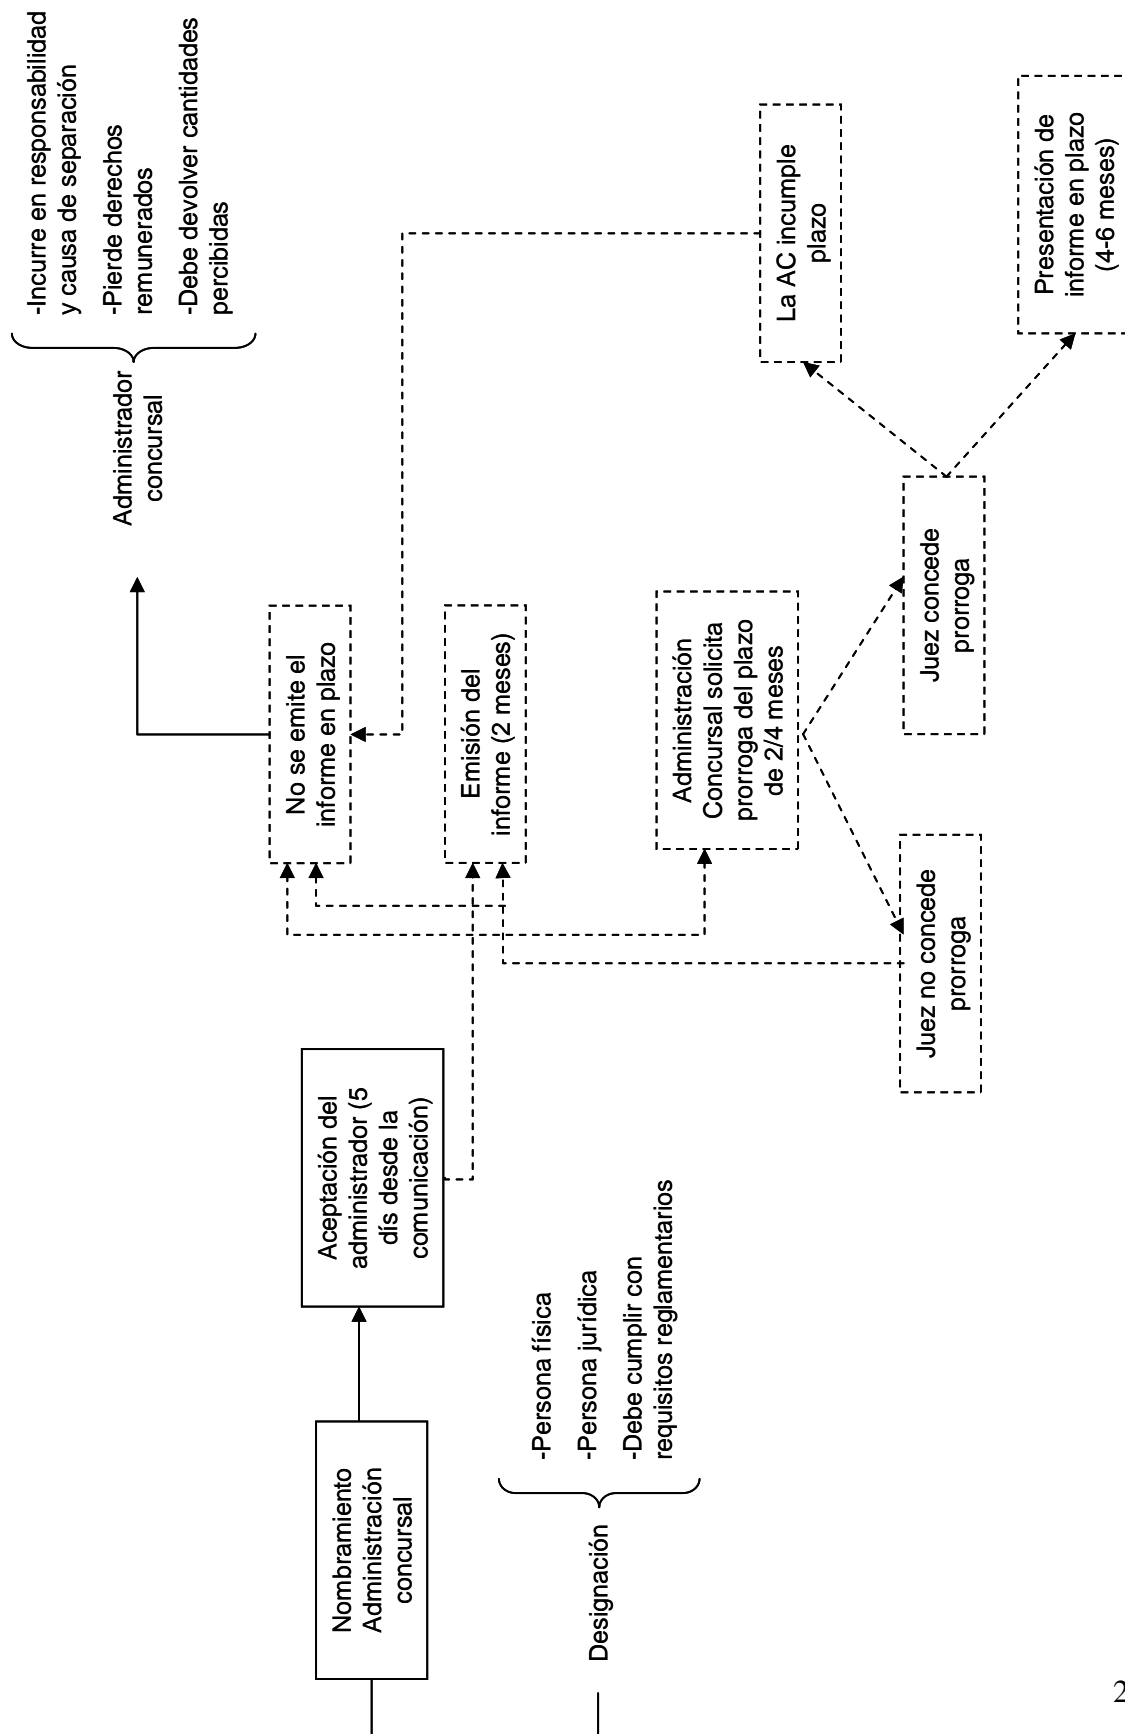 Nombramiento
Administración
concursal
Designación
-Persona física
-Persona jurídica
-Debe cumplir con
requisitos reglamentarios
Aceptación del
administrador (5
dís desde la
comunicación)
No se emite el
informe en plazo
Emisión del
informe (2 meses)
Administración
Concursal solicita
prorroga del plazo
de 2/4 meses
Juez no concede
prorroga
Juez concede
prorroga
Administrador
concursal
-Incurre en responsabilidad
y causa de separación
-Pierde derechos
remunerados
-Debe devolver cantidades
percibidas
La AC incumple
plazo
Presentación de
informe en plazo
(4-6 meses)
2